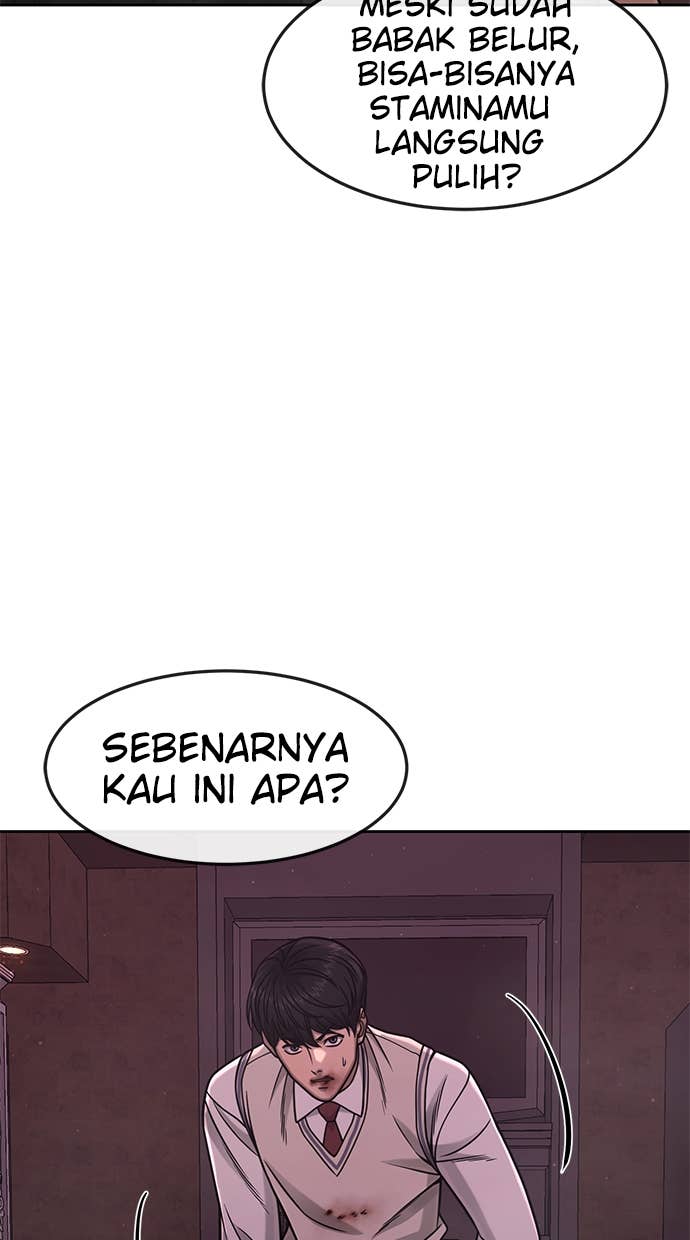 MESKI SUDAH
BABAK BELUR,
BISA-BISANYA
STAMINAMU
LANGSUNG
PULIH?
SEBENARNYA
KAU INI APA?